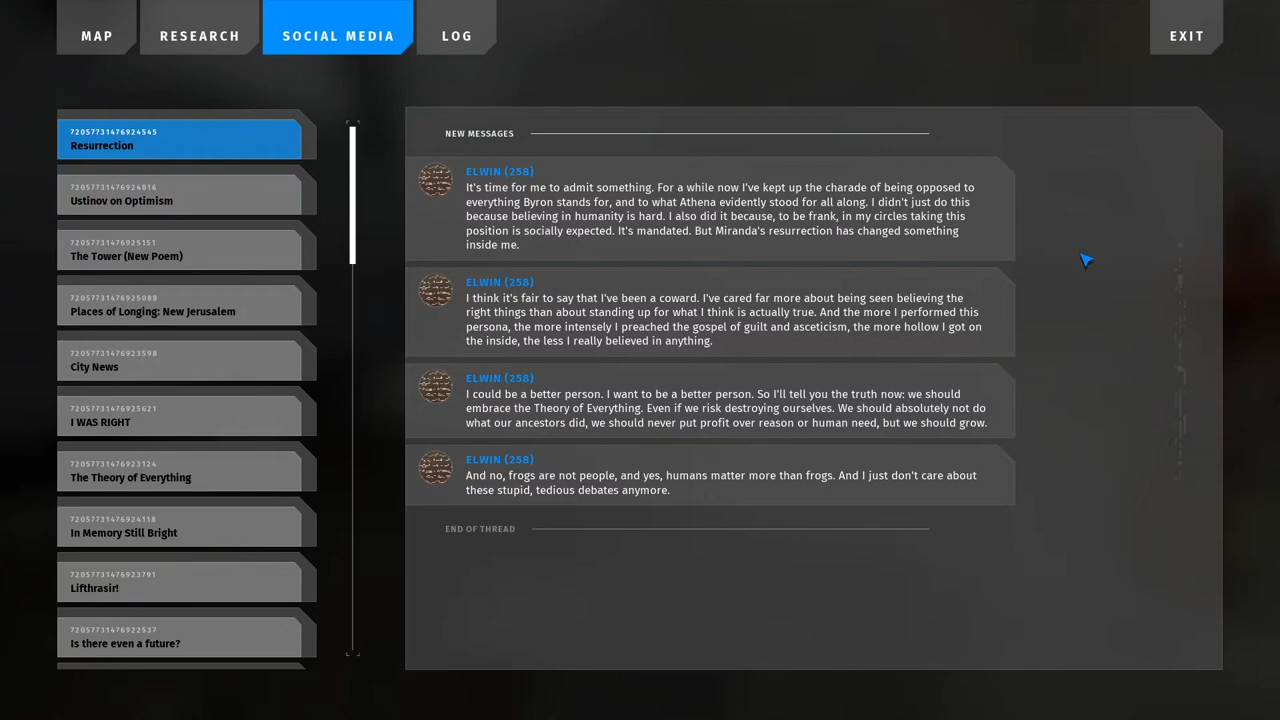 MAP
RESEARCH
SOCIAL MEDIA
LOG
EXIT
72057731476924545
Resurrection
72057731476924816
Ustinov on Optimism
72057731476925151
The Tower (New Poem)
72057731476925088
Places of Longing: New Jerusalem
72057731476923598
City News
72057731476925621
I WAS RIGHT
72057731476923124
The Theory of Everything
72057731476924118
In Memory Still Bright
72057731476923791
Lifthrasir!
72057731476922537
Is there even a future?
NEW MESSAGES
ELWIN (258)
It's time for me to admit something. For a while now I've kept up the charade of being opposed to
everything Byron stands for, and to what Athena evidently stood for all along. I didn't just do this
because believing in humanity is hard. I also did it because, to be frank, in my circles taking this
position is socially expected. It's mandated. But Miranda's resurrection has changed something
inside me.
ELWIN (258)
I think it's fair to say that I've been a coward. I've cared far more about being seen believing the
right things than about standing up for what I think is actually true. And the more I performed this
persona, the more intensely I preached the gospel of guilt and asceticism, the more hollow I got on
the inside, the less I really believed in anything.
ELWIN (258)
I could be a better person. I want to be a better person. So I'll tell you the truth now: we should
embrace the Theory of Everything. Even if we risk destroying ourselves. We should absolutely not do
what our ancestors did, we should never put profit over reason or human need, but we should grow.
ELWIN (258)
And no, frogs are not people, and yes, humans matter more than frogs. And I just don't care about
these stupid, tedious debates anymore.
END OF THREAD